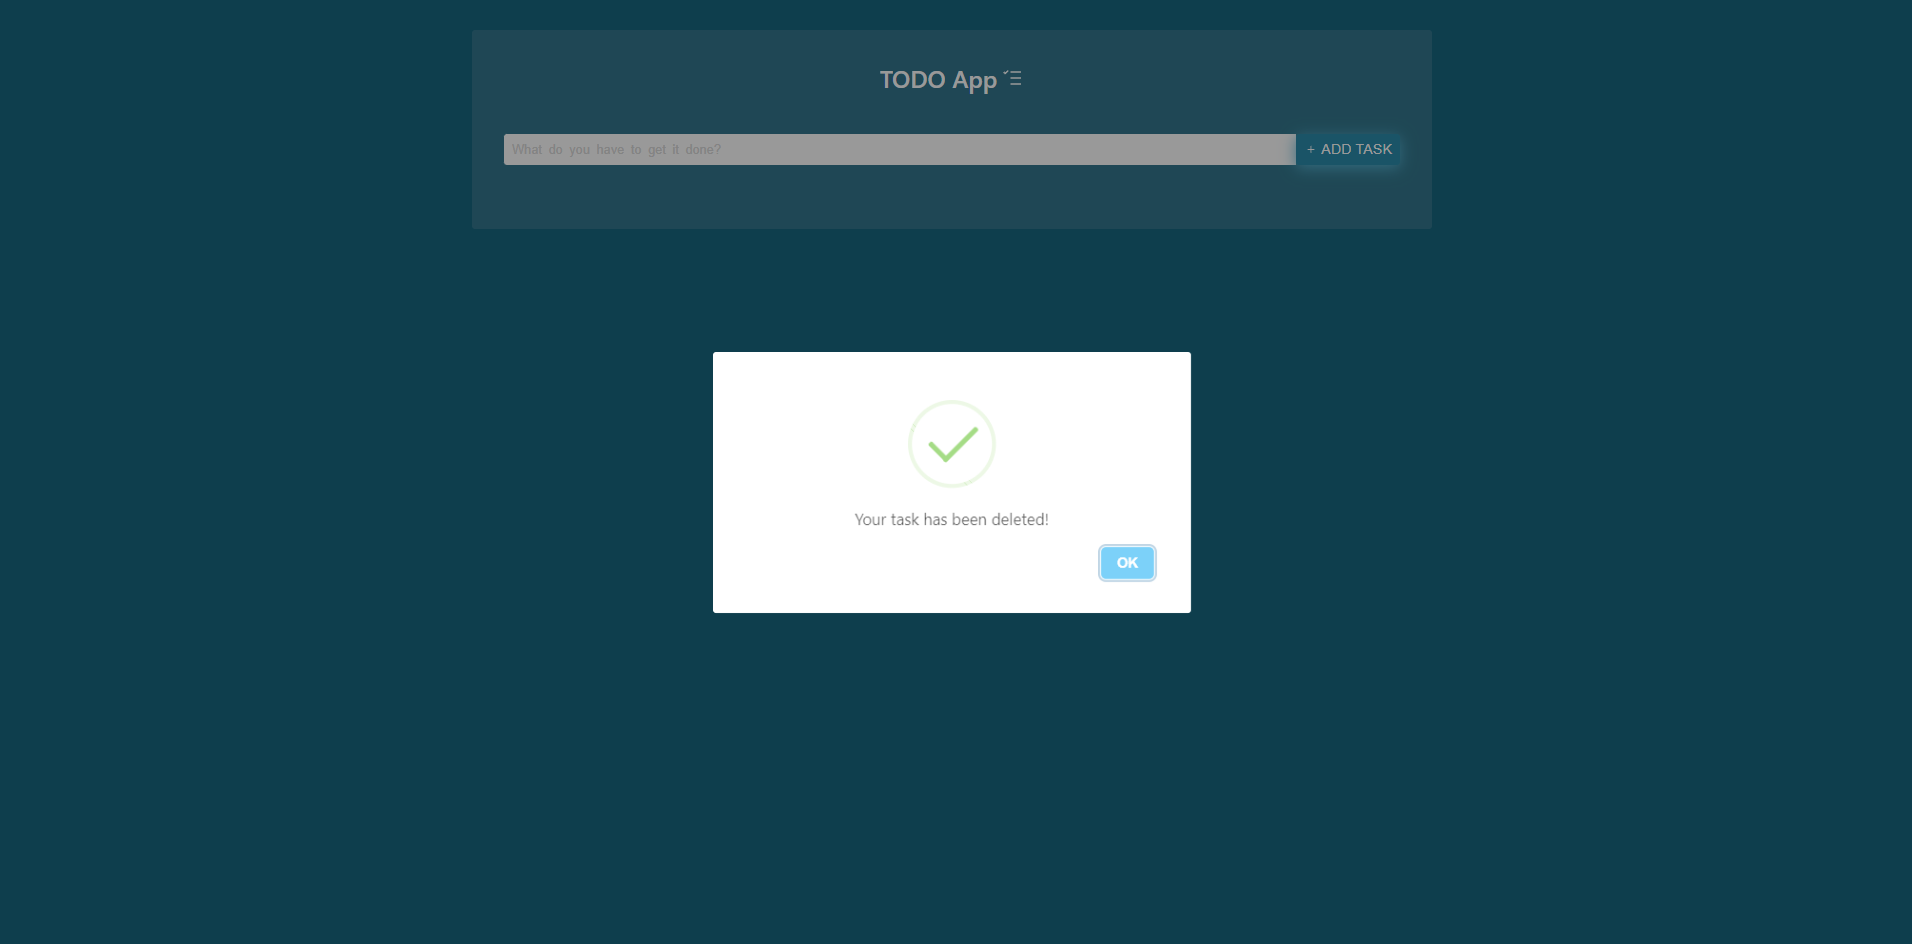 TODO App
What do you have to get it done?
+ ADD TASK
Your task has been deleted!
OK